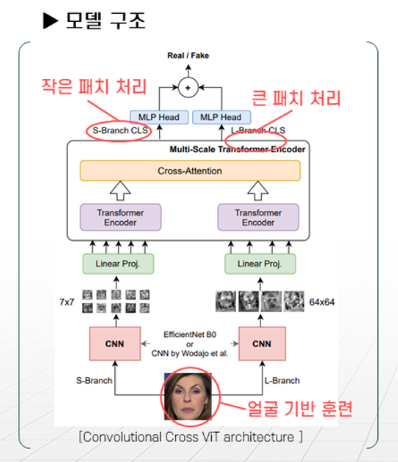 ▶ 모델 구조
Real / Fake
작은 패치 처리
+
큰 패치 처리
MLP Head
MLP Head
S-Branch CLS
L-Branch CLS
Multi-Scale Transformer Encoder
Cross-Attention
Transformer Encoder
Transformer Encoder
Linear Proj.
Linear Proj.
7x7
64x64
EfficientNet B0
or
CNN by Wodajo et al.
CNN
CNN
S-Branch
L-Branch
얼굴 기반 훈련
[Convolutional Cross ViT architecture ]